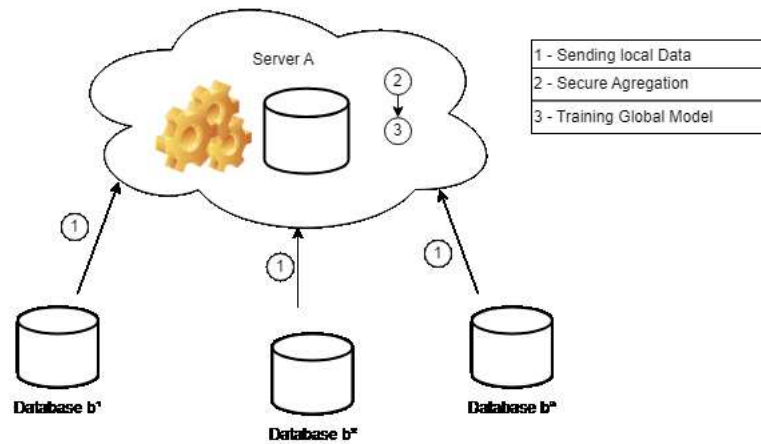 Server A
2
3
1 - Sending local Data
2 - Secure Agregation
3 - Training Global Model
1
1
1
Database b¹
Database b²
Database bⁿ